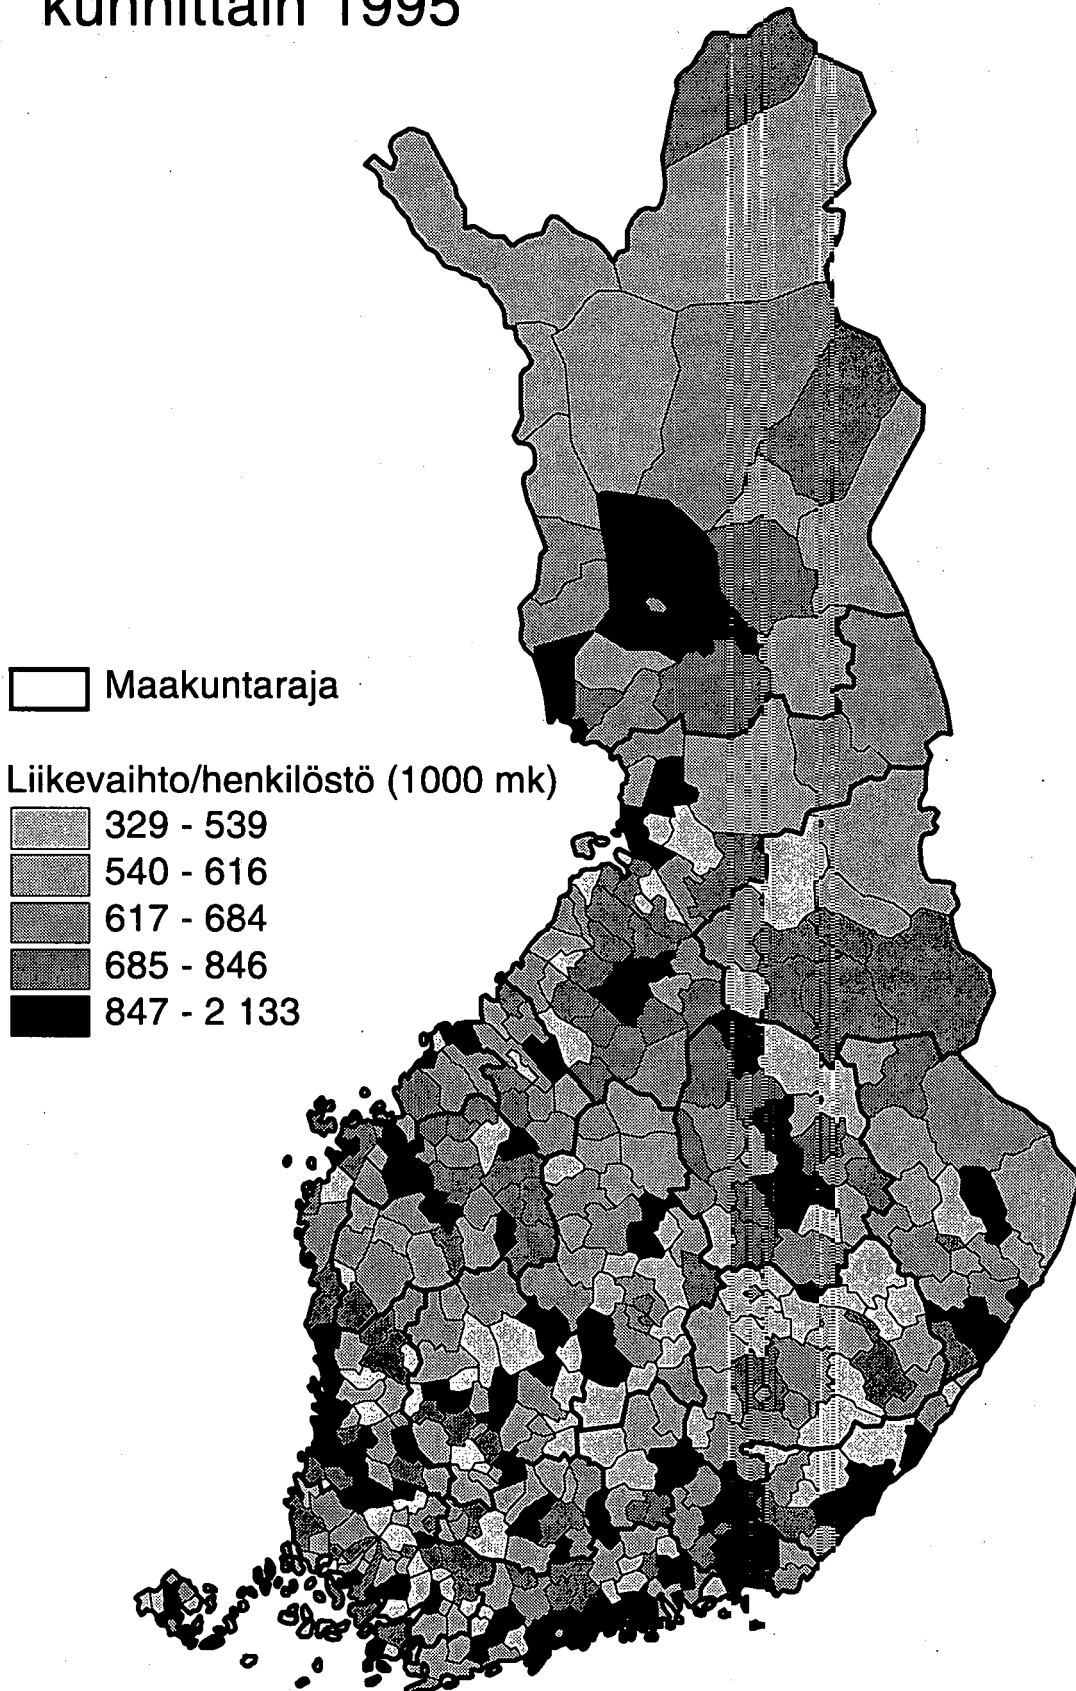 kunnittain 1995
Maakuntaraja
Liikevaihto/henkilöstö (1000 mk)
329 - 539
540 - 616
617 - 684
685 - 846
847 - 2 133